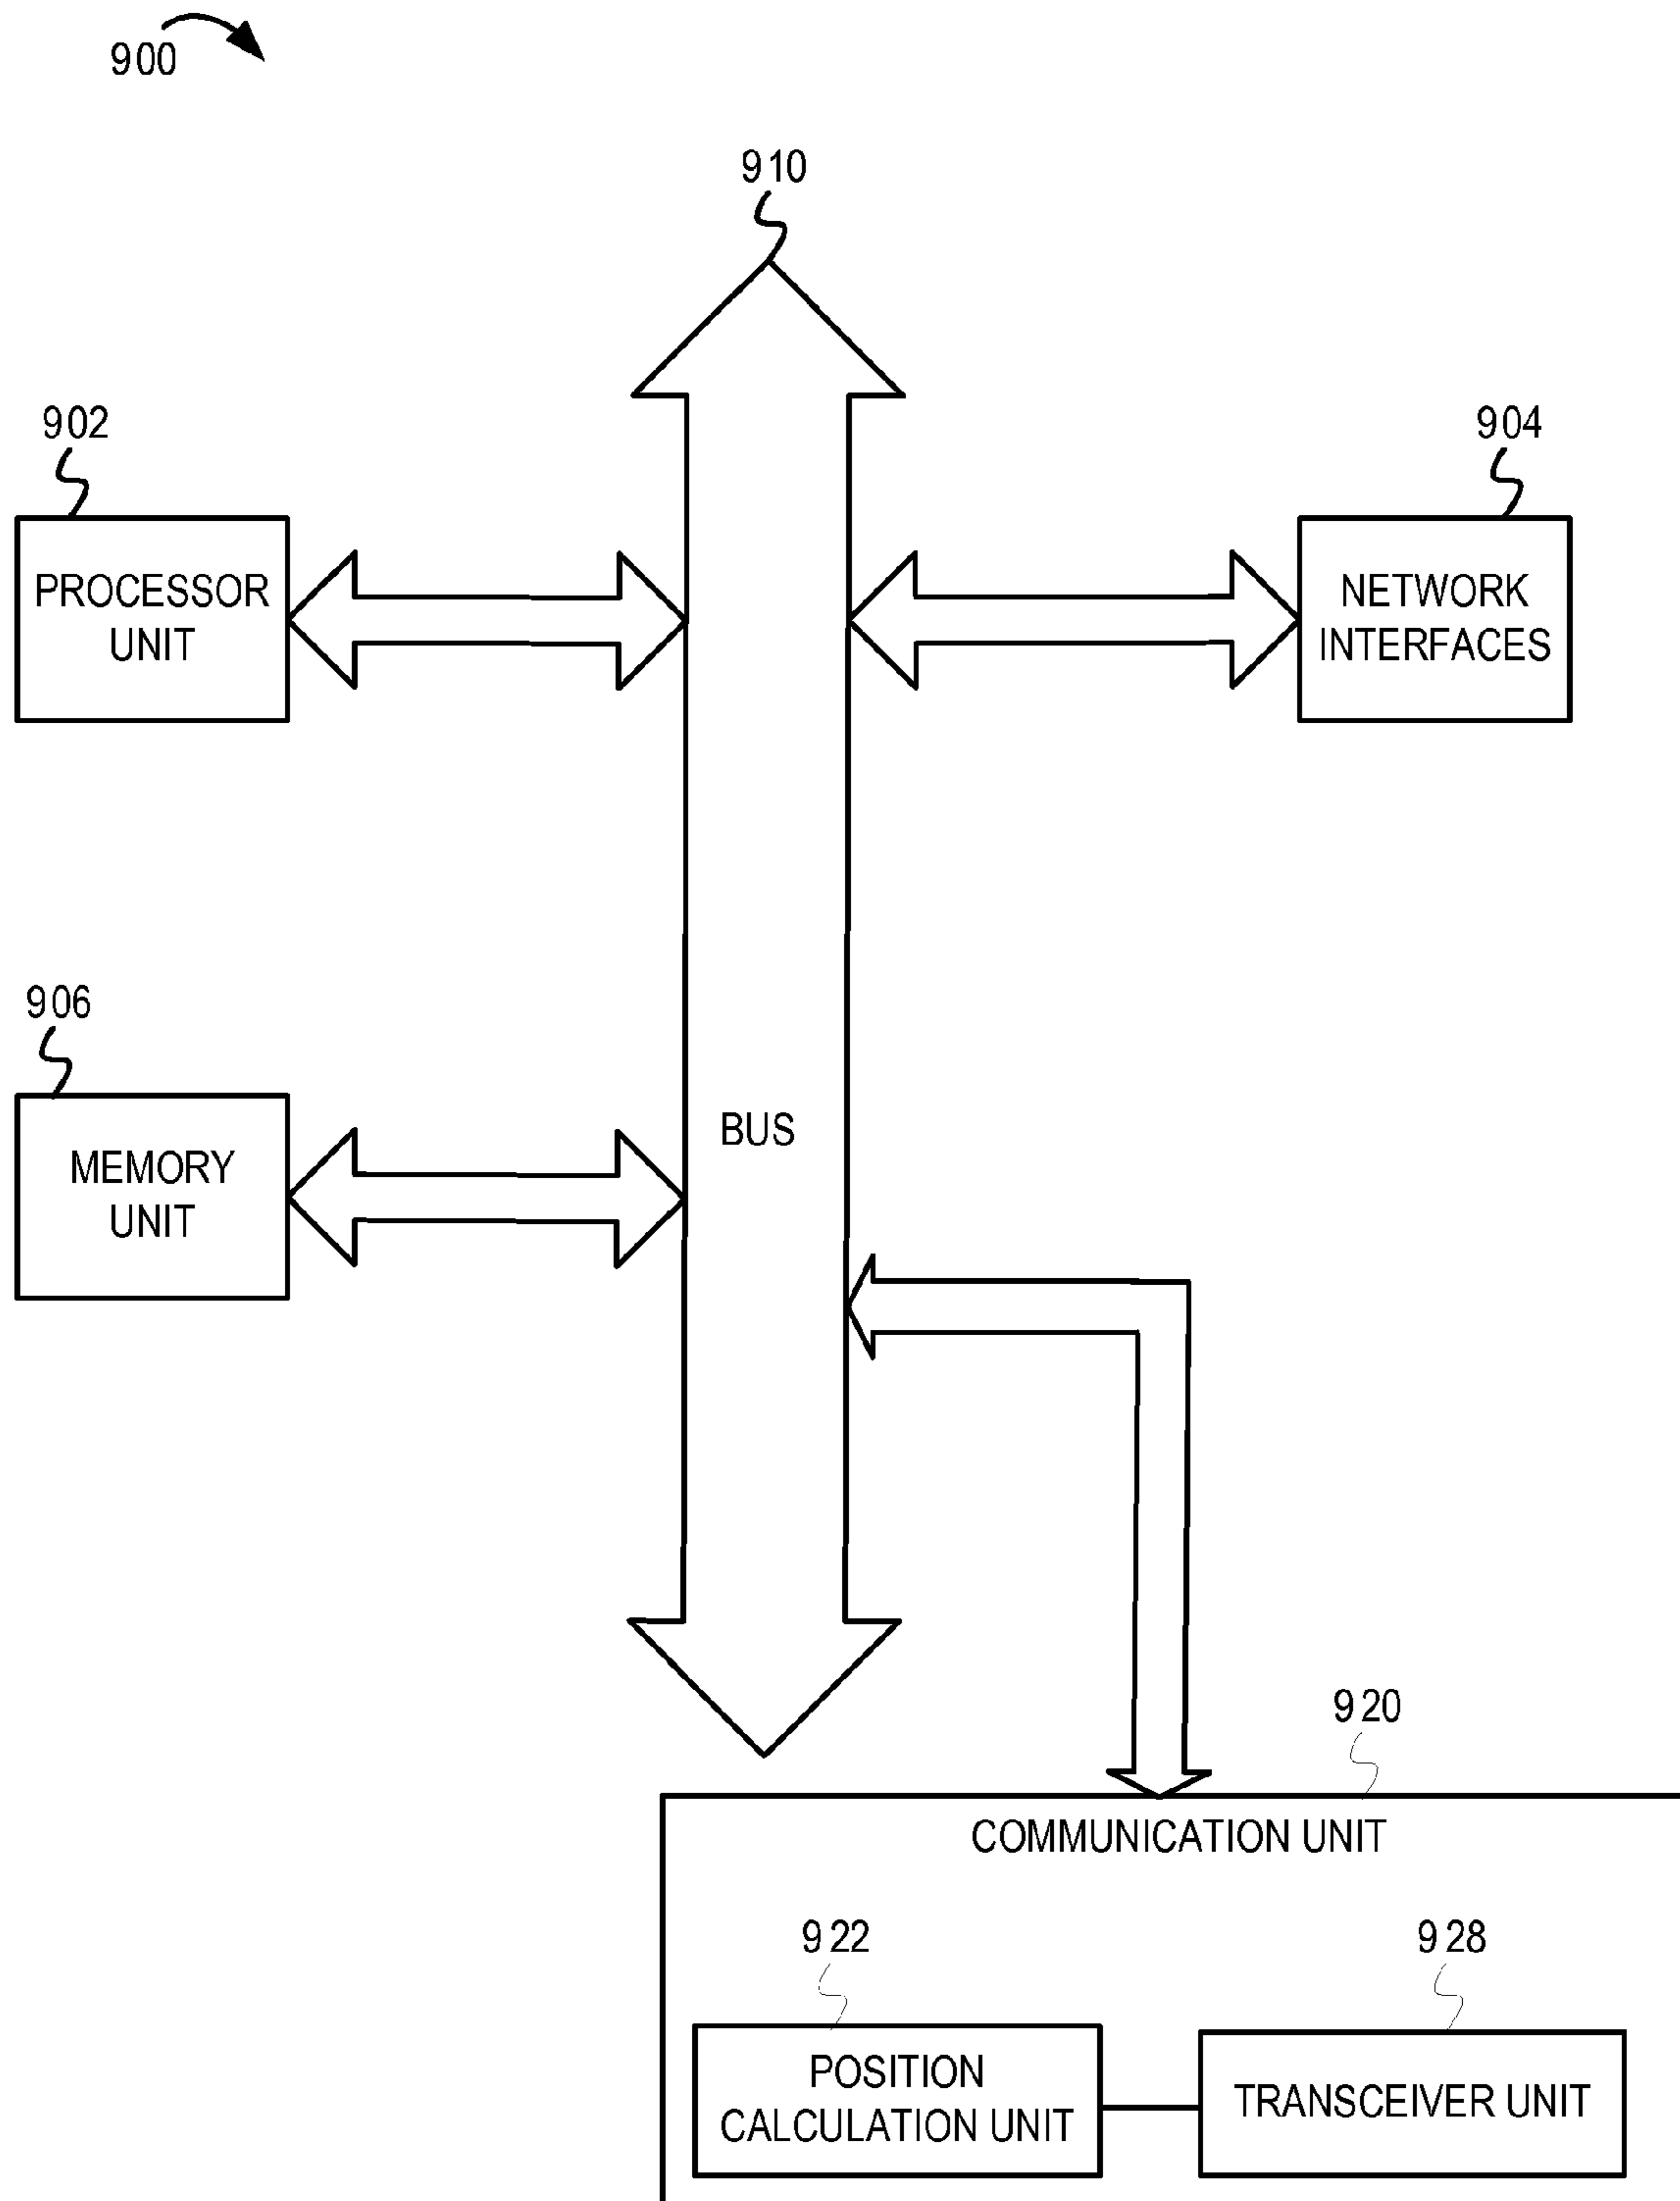 900
910
902
904
PROCESSOR
UNIT
NETWORK
INTERFACES
906
MEMORY
UNIT
BUS
920
COMMUNICATION UNIT
922
928
POSITION
CALCULATION UNIT
TRANSCEIVER UNIT